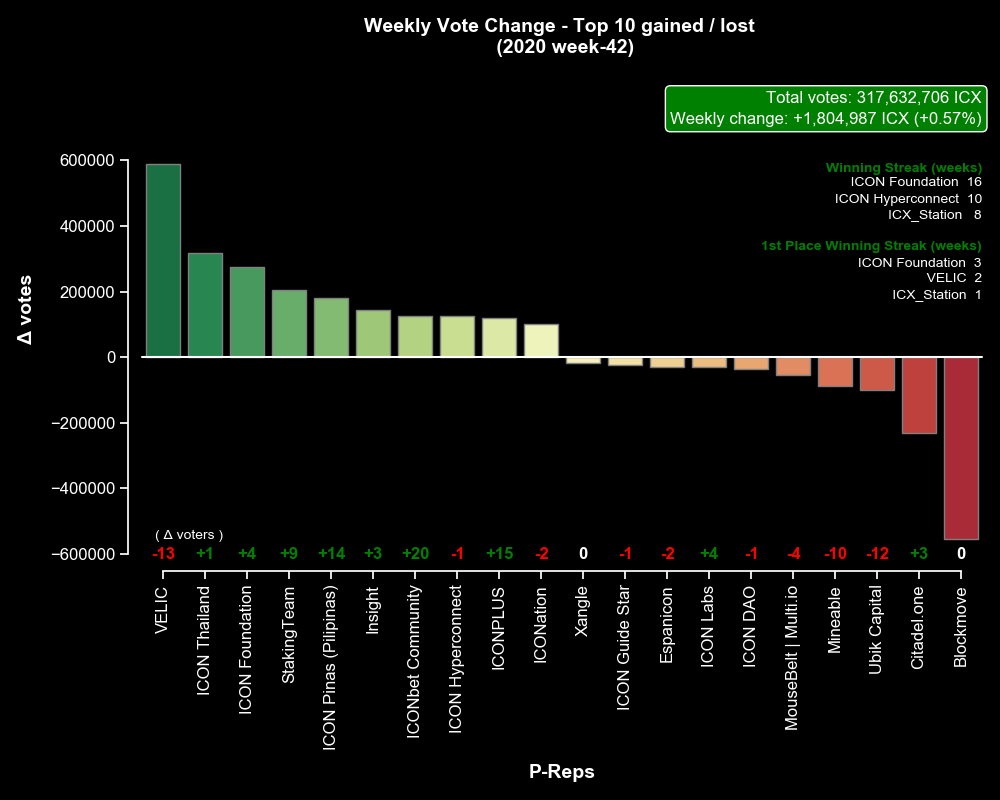 Weekly Vote Change - Top 10 gained / lost
(2020 week-42)
Total votes: 317,632,706 ICX
Weekly change: +1,804,987 ICX (+0.57%)
Winning Streak (weeks)
ICON Foundation 16
ICON Hyperconnect 10
ICX_Station 8
1st Place Winning Streak (weeks)
ICON Foundation 3
VELIC 2
ICX_Station 1
Δ votes
600000
400000
200000
0
−200000
−400000
−600000
( Δ voters )
-13 +1 +4 +9 +14 +3 +20 -1 +15 -2 0 -1 -2 +4 -1 -4 -10 -12 +3 0
VELIC
ICON Thailand
ICON Foundation
StakingTeam
ICON Pinas (Pilipinas)
Insight
ICONbet Community
ICON Hyperconnect
ICONPLUS
ICONation
Xangle
ICON Guide Star
Espanicon
ICON Labs
ICON DAO
MouseBelt | Multi.io
Mineable
Ubik Capital
Citadel.one
Blockmove
P-Reps